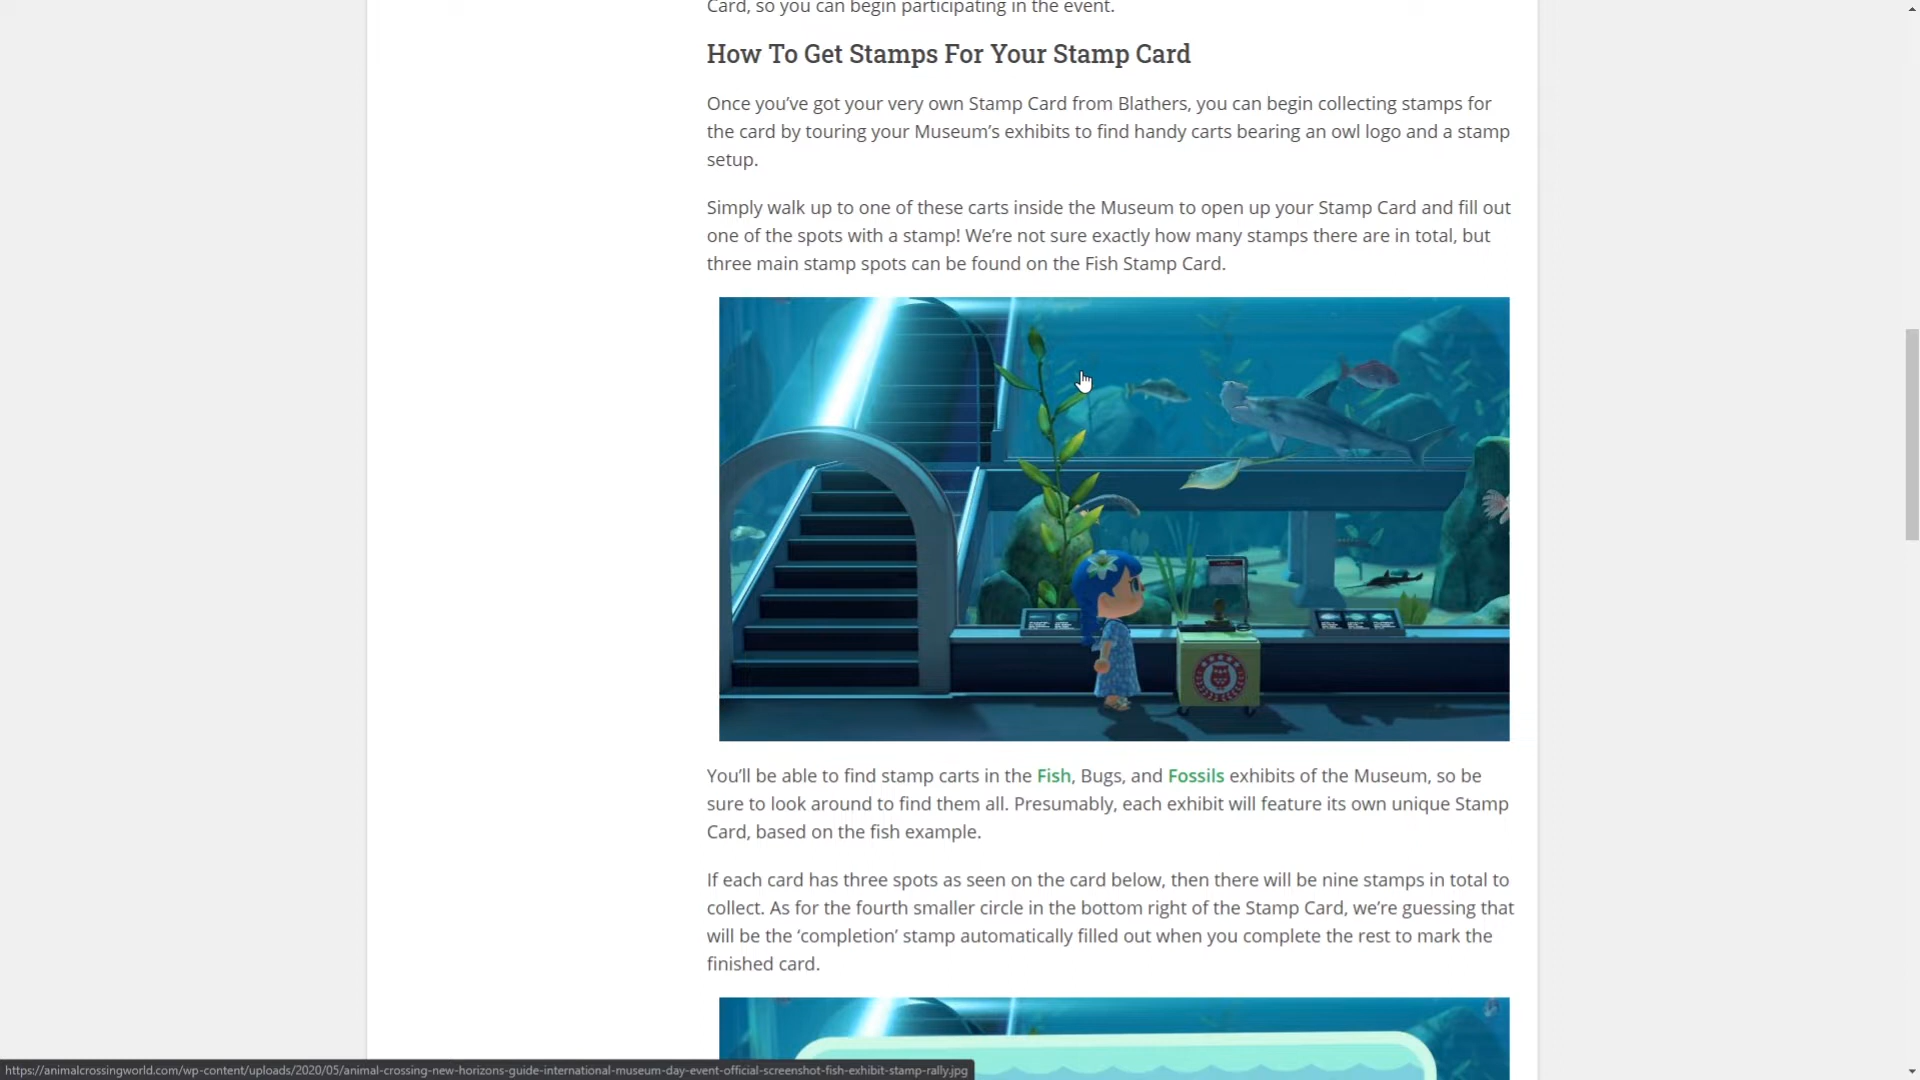 Card, so you can begin participating in the event.
How To Get Stamps For Your Stamp Card
Once you’ve got your very own Stamp Card from Blathers, you can begin collecting stamps for
the card by touring your Museum’s exhibits to find handy carts bearing an owl logo and a stamp
setup.
Simply walk up to one of these carts inside the Museum to open up your Stamp Card and fill out
one of the spots with a stamp! We’re not sure exactly how many stamps there are in total, but
three main stamp spots can be found on the Fish Stamp Card.
You’ll be able to find stamp carts in the Fish, Bugs, and Fossils exhibits of the Museum, so be
sure to look around to find them all. Presumably, each exhibit will feature its own unique Stamp
Card, based on the fish example.
If each card has three spots as seen on the card below, then there will be nine stamps in total to
collect. As for the fourth smaller circle in the bottom right of the Stamp Card, we’re guessing that
will be the ‘completion’ stamp automatically filled out when you complete the rest to mark the
finished card.
https://animalcrossingworld.com/wp-content/uploads/2020/05/animal-crossing-new-horizons-guide-international-museum-day-event-official-screenshot-fish-exhibit-stamp-rally.jpg